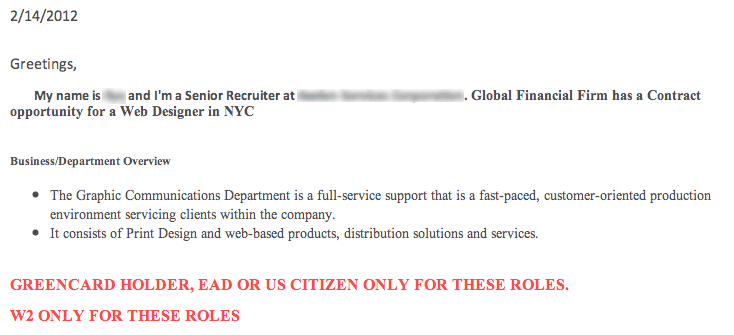 2/14/2012
Greetings,
My name is and I'm a Senior Recruiter at . Global Financial Firm has a Contract
opportunity for a Web Designer in NYC
Business/Department Overview
• The Graphic Communications Department is a full-service support that is a fast-paced, customer-oriented production
environment servicing clients within the company.
• It consists of Print Design and web-based products, distribution solutions and services.
GREENCARD HOLDER, EAD OR US CITIZEN ONLY FOR THESE ROLES.
W2 ONLY FOR THESE ROLES